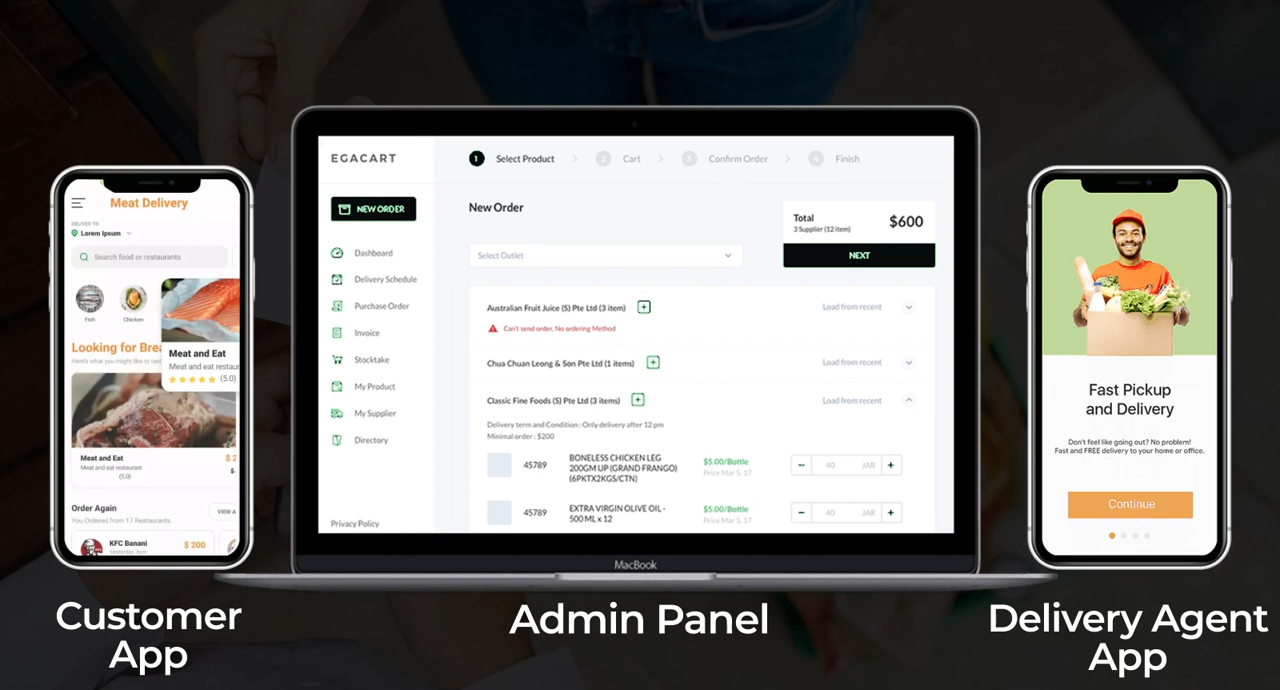 Meat Delivery
DELIVER TO
Lorem Ipsum
Search food or restaurants
Fish
Chicken
Meat and Eat
Meat and eat restaur
(5.0)
Looking for Brea
Here's what you might like to tast
Meat and Eat
$ 2
Meat and eat restaurant
$
(5.0)
Order Again
You Ordered from 17 Restaurants
VIEW A
KFC Banani
$ 200
Yesterday 3pm
Customer
App
EGACART
NEW ORDER
Dashboard
Delivery Schedule
Purchase Order
Invoice
Stocktake
My Product
My Supplier
Directory
Privacy Policy
1 Select Product > 2 Cart > 3 Confirm Order > 4 Finish
New Order
Total
3 Supplier (12 item)
$600
Select Outlet
NEXT
Australian Fruit Juice (S) Pte Ltd (3 item)
Load from recent
Can't send order, No ordering Method
Chua Chuan Leong & Son Pte Ltd (1 items)
Load from recent
Classic Fine Foods (S) Pte Ltd (3 items)
Load from recent
Delivery term and Condition : Only delivery after 12 pm
Minimal order : $200
45789
BONELESS CHICKEN LEG
200GM UP (GRAND FRANGO)
(6PKTX2KGS/CTN)
$5.00/Bottle
Price Mar 5, 17
- 40 JAR +
45789
EXTRA VIRGIN OLIVE OIL -
500 ML x 12
$5.00/Bottle
Price Mar 5, 17
- 40 JAR +
MacBook
Admin Panel
Fast Pickup
and Delivery
Don't feel like going out? No problem!
Fast and FREE delivery to your home or office.
Continue
Delivery Agent
App